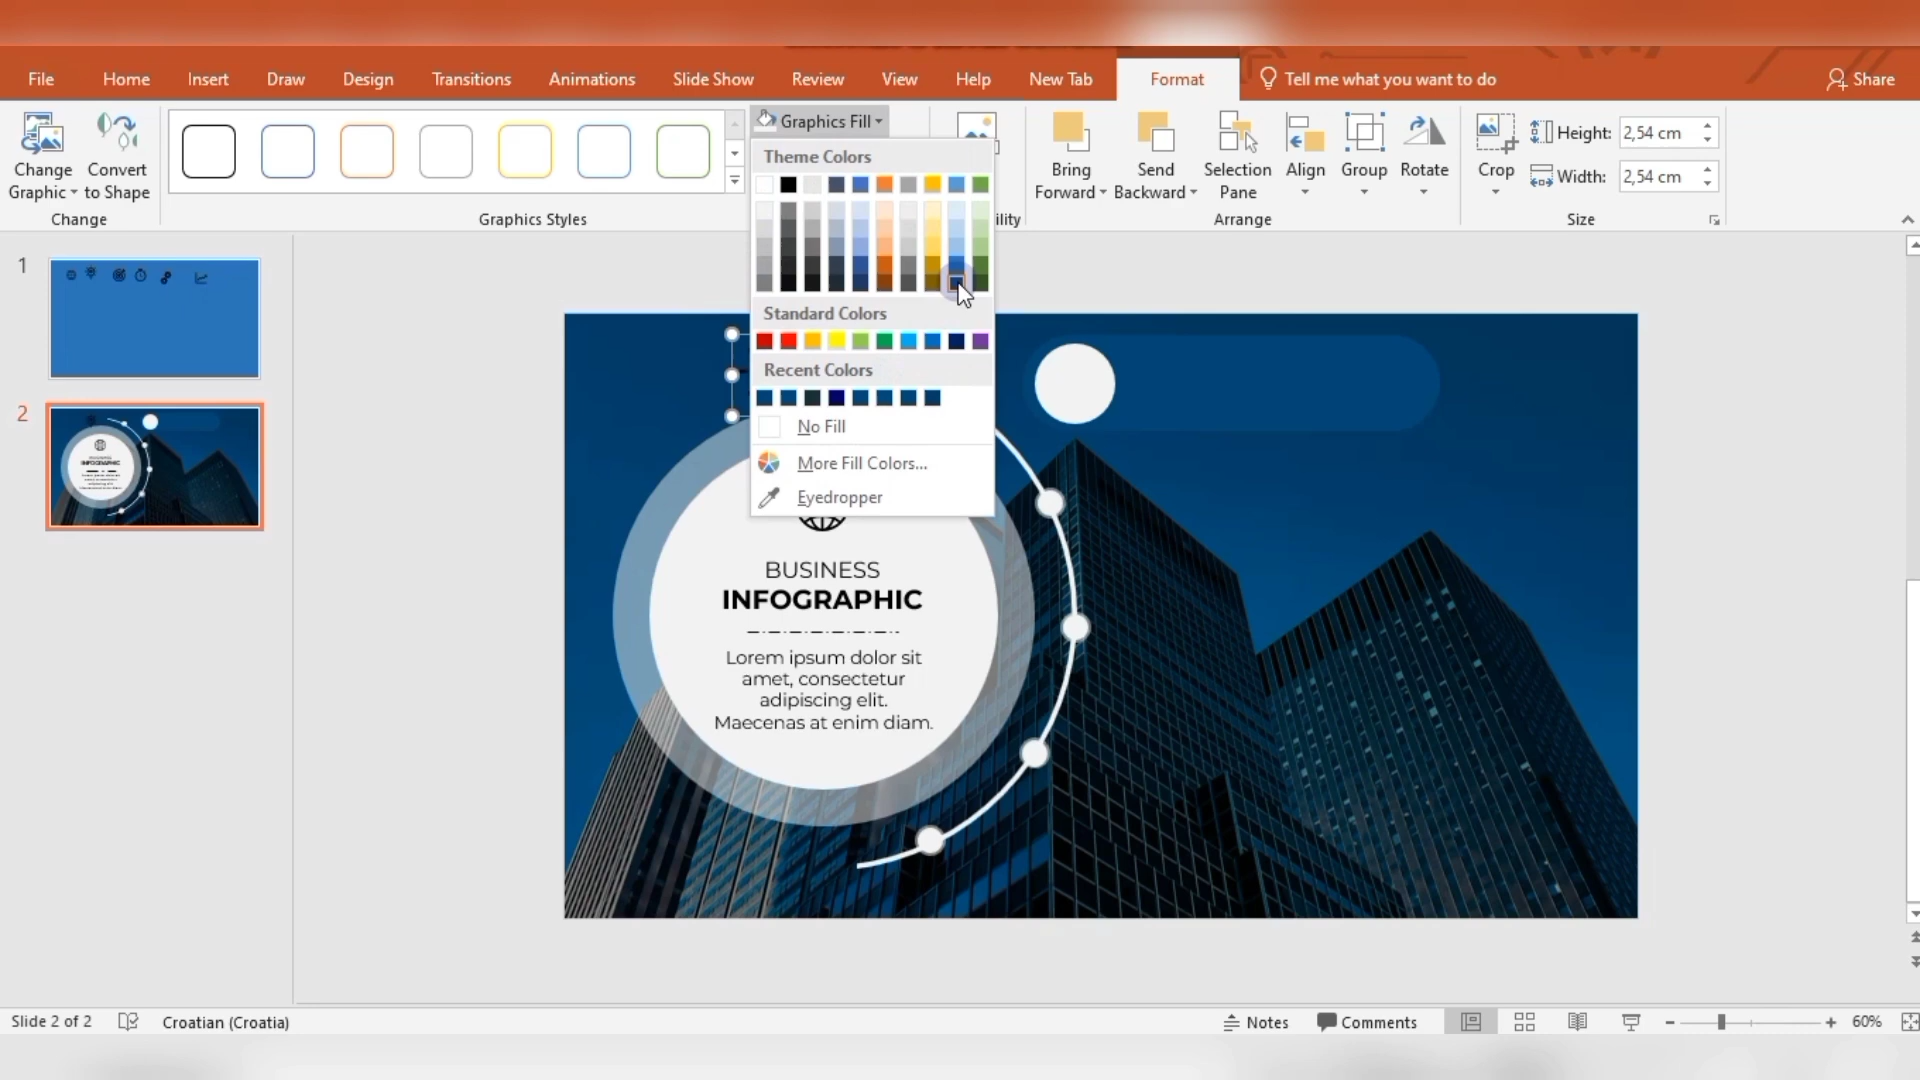 File Home Insert Draw Design Transitions Animations Slide Show Review View Help New Tab Format Tell me what you want to do Share
Change Graphic
Convert to Shape
Change
Graphics Styles
Graphics Fill
Theme Colors
Standard Colors
Recent Colors
No Fill
More Fill Colors...
Eyedropper
Bring Forward
Send Backward
Selection Pane
Align
Group
Rotate
Arrange
Crop
Height: 2,54 cm
Width: 2,54 cm
Size
1
2
BUSINESS
INFOGRAPHIC
Lorem ipsum dolor sit
amet, consectetur
adipiscing elit.
Maecenas at enim diam.
Slide 2 of 2 Croatian (Croatia) Notes Comments 60%